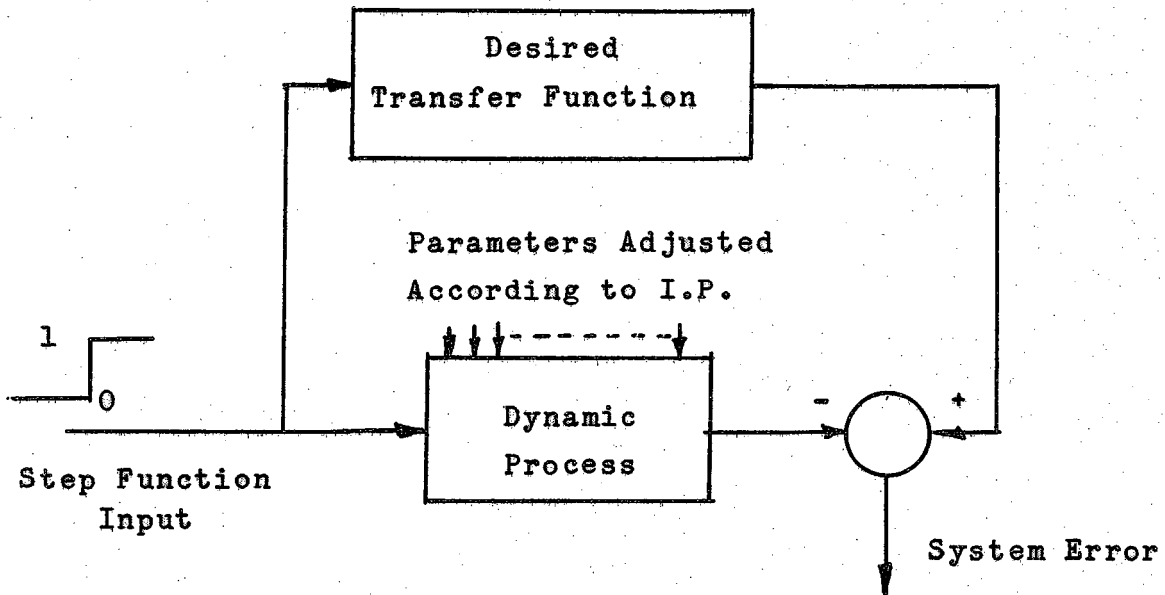 Desired
Transfer Function
Parameters Adjusted
According to I.P.
1
0
- +
Dynamic
Process
Step Function
Input
System Error